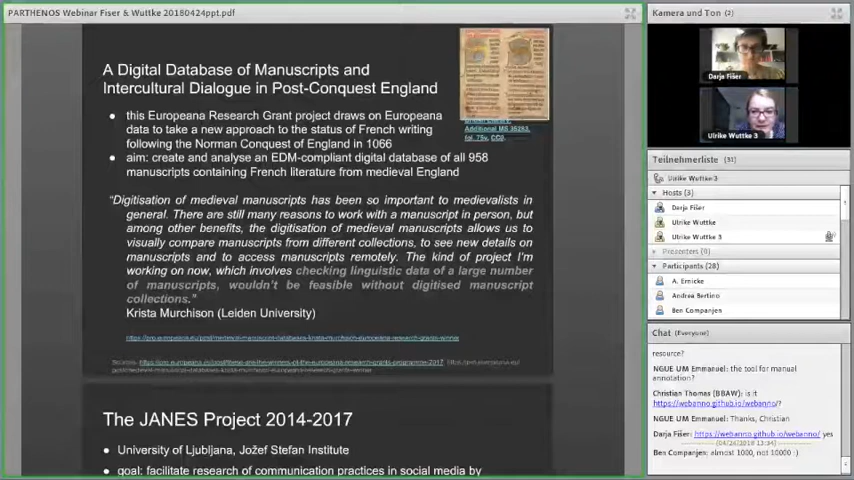 PARTHENOS Webinar Fiser & Wuttke 20180424ppt.pdf
A Digital Database of Manuscripts and
Intercultural Dialogue in Post-Conquest England
Additional MS 35283,
● this Europeana Research Grant project draws on Europeana
data to take a new approach to the status of French writing
following the Norman Conquest of England in 1066
● aim: create and analyse an EDM-compliant digital database of all 958
manuscripts containing French literature from medieval England
"Digitisation of medieval manuscripts has been so important to medievalists in
general. There are still many reasons to work with a manuscript in person, but
among other benefits, the digitisation of medieval manuscripts allows us to
visually compare manuscripts from different collections, to see new details on
manuscripts and to access manuscripts remotely. The kind of project I'm
working on now, which involves checking linguistic data of a large number
of manuscripts, wouldn't be feasible without digitised manuscript
collections."
Krista Murchison (Leiden University)
The JANES Project 2014-2017
● University of Ljubljana, Jožef Stefan Institute
● goal: facilitate research of communication practices in social media by
Kamera und Ton (2)
Darja Fišer
Ulrike Wuttke 3
Teilnehmerliste (31)
Ulrike Wuttke 3
Hosts (3)
Darja Fišer
Ulrike Wuttke
Ulrike Wuttke 3
Presenters (0)
Participants (28)
A. Ernicke
Andrea Bertino
Ben Companjen
Chat (Everyone)
resource?
NGUE UM Emmanuel: the tool for manual
annotation?
Christian Thomas (BBAW): is it
https://webanno.github.io/webanno/?
NGUE UM Emmanuel: Thanks, Christian
Darja Fišer: https://webanno.github.io/webanno/ yes
Ben Companjen: almost 1000, not 10000 :)